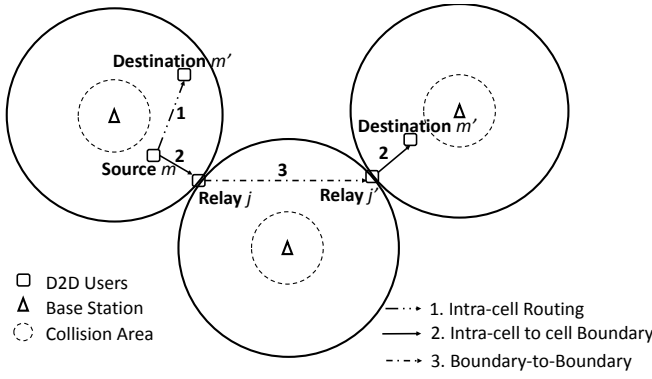 Destination m'
1
2
Source m
Relay j
3
Relay j'
2
Destination m'
D2D Users
Base Station
Collision Area
1. Intra-cell Routing
2. Intra-cell to cell Boundary
3. Boundary-to-Boundary